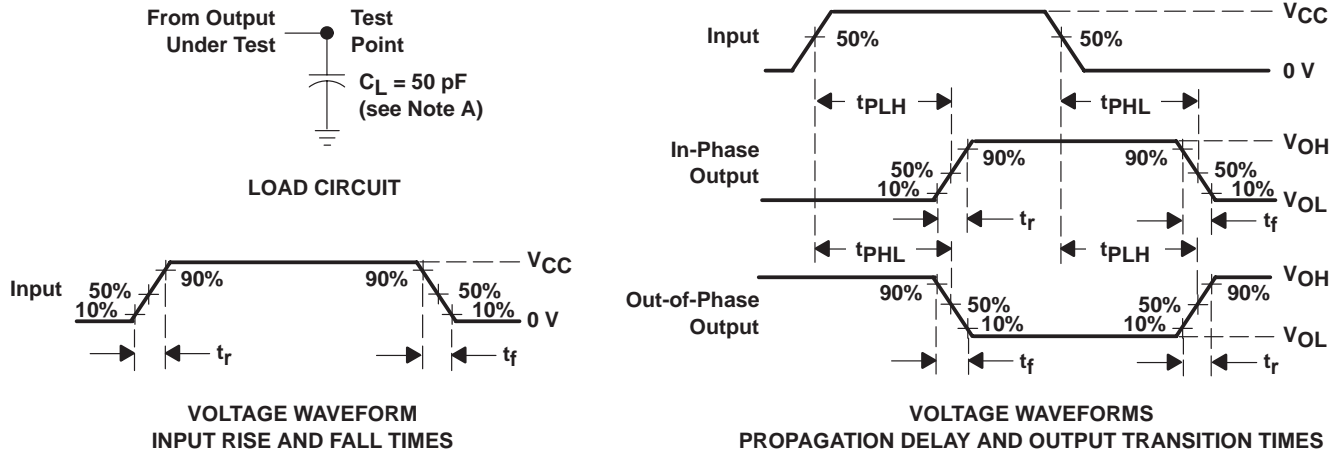 From Output
Under Test
Test
Point
CL = 50 pF
(see Note A)
LOAD CIRCUIT
Input
50%
10%
90%
90%
50%
10%
VCC
0 V
tr
tf
VOLTAGE WAVEFORM
INPUT RISE AND FALL TIMES
Input
50%
50%
VCC
0 V
tPLH
tPHL
In-Phase
Output
50%
10%
90%
90%
50%
10%
VOH
VOL
tr
tf
tPHL
tPLH
Out-of-Phase
Output
90%
50%
10%
50%
10%
90%
VOH
VOL
tf
tr
VOLTAGE WAVEFORMS
PROPAGATION DELAY AND OUTPUT TRANSITION TIMES